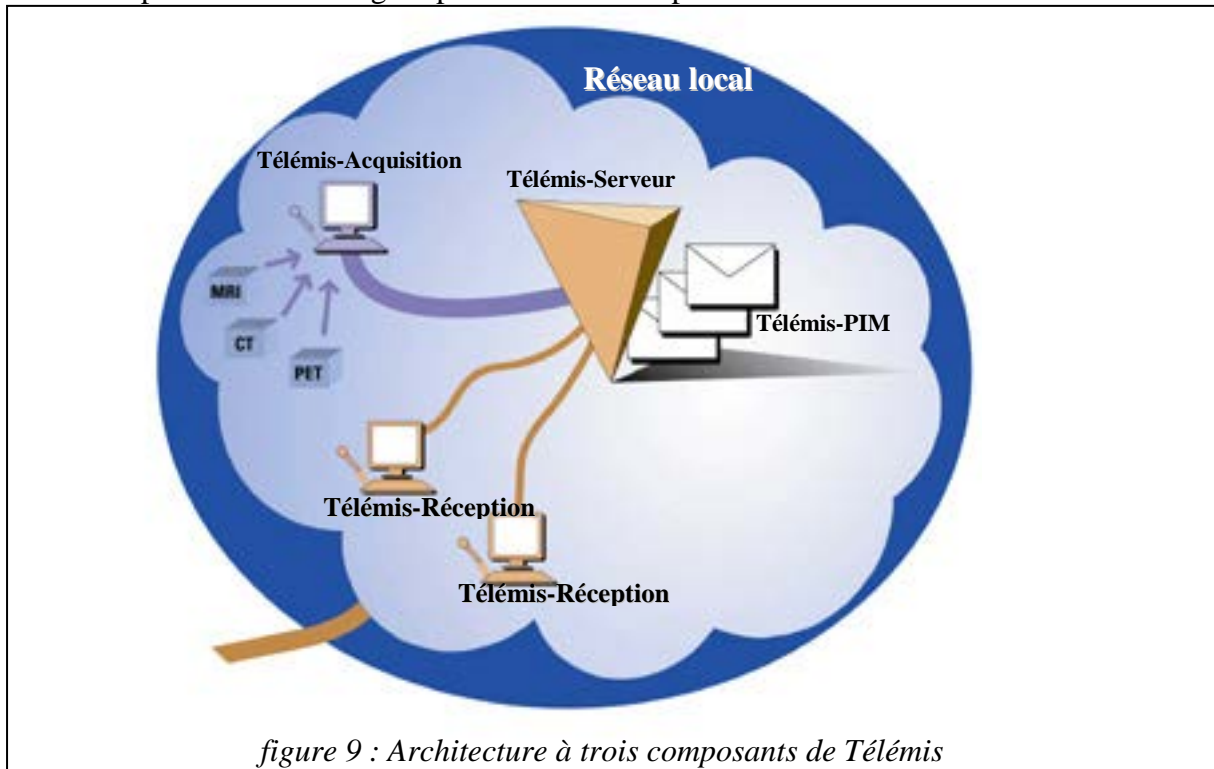 Réseau local
Télémis-Acquisition
Télémis-Serveur
MRI
Télémis-PIM
CT
PET
Télémis-Réception
Télémis-Réception
figure 9 : Architecture à trois composants de Télémis